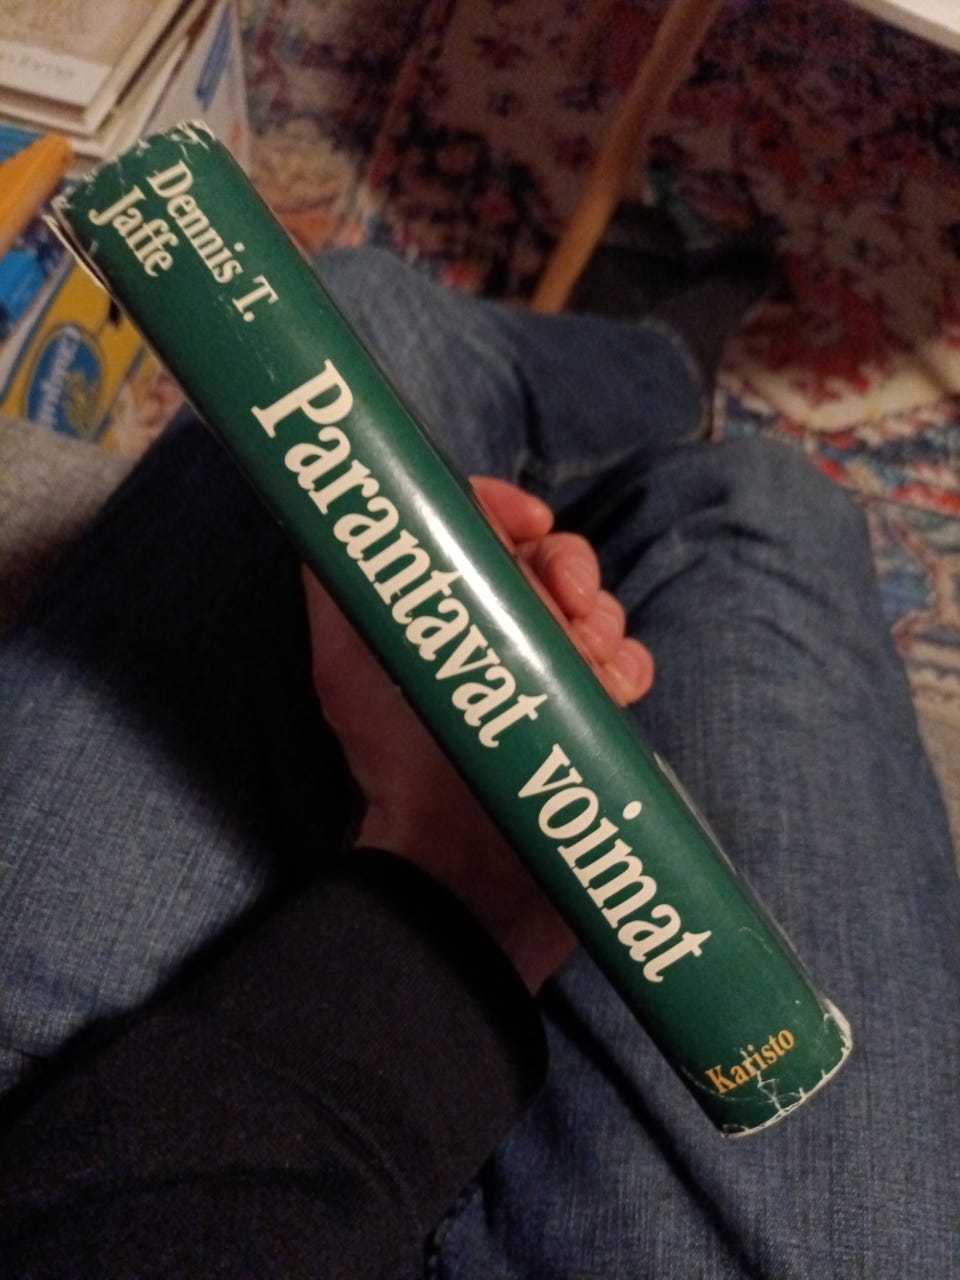 Dennis T.
Jaffe
Parantavat voimat
Karisto